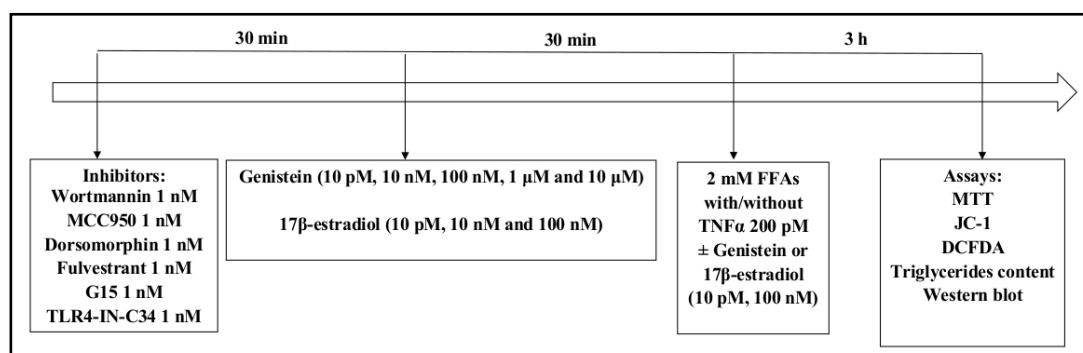 30 min
30 min
3 h
Inhibitors:
Wortmannin 1 nM
MCC950 1 nM
Dorsomorphin 1 nM
Fulvestrant 1 nM
G15 1 nM
TLR4-IN-C34 1 nM
Genistein (10 pM, 10 nM, 100 nM, 1 μM and 10 μM)
17β-estradiol (10 pM, 10 nM and 100 nM)
2 mM FFAs
with/without
TNFα 200 pM
± Genistein or
17β-estradiol
(10 pM, 100 nM)
Assays:
MTT
JC-1
DCFDA
Triglycerides content
Western blot